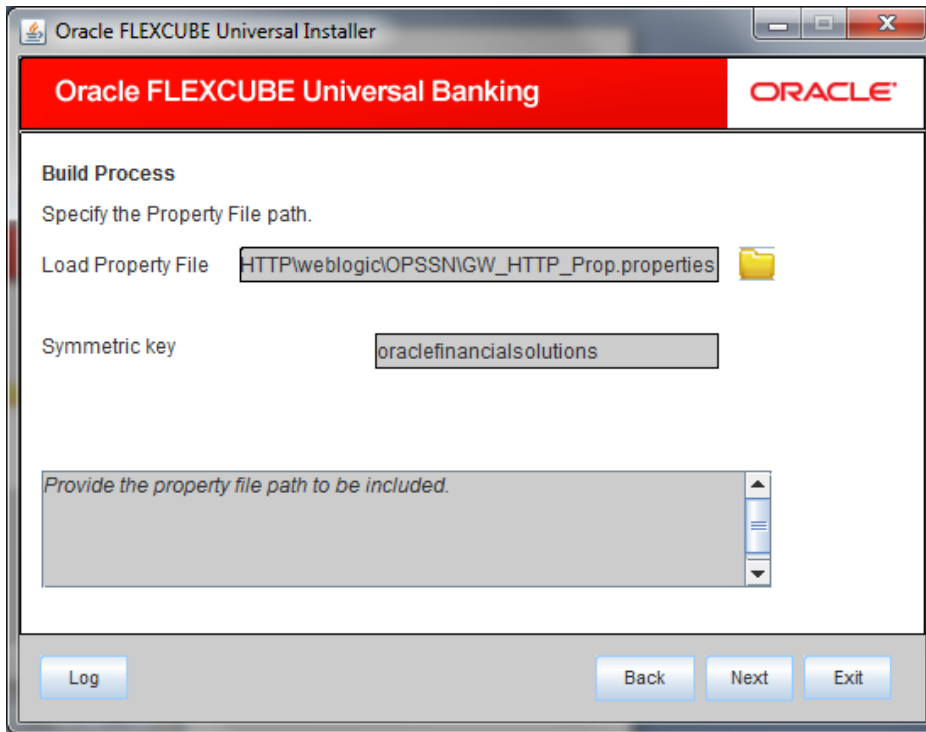 Oracle FLEXCUBE Universal Installer
Oracle FLEXCUBE Universal Banking
ORACLE
Build Process
Specify the Property File path.
Load Property File HTTP\weblogic\OPSSN\GW_HTTP_Prop.properties
Symmetric key oraclefinancialsolutions
Provide the property file path to be included.
Log Back Next Exit